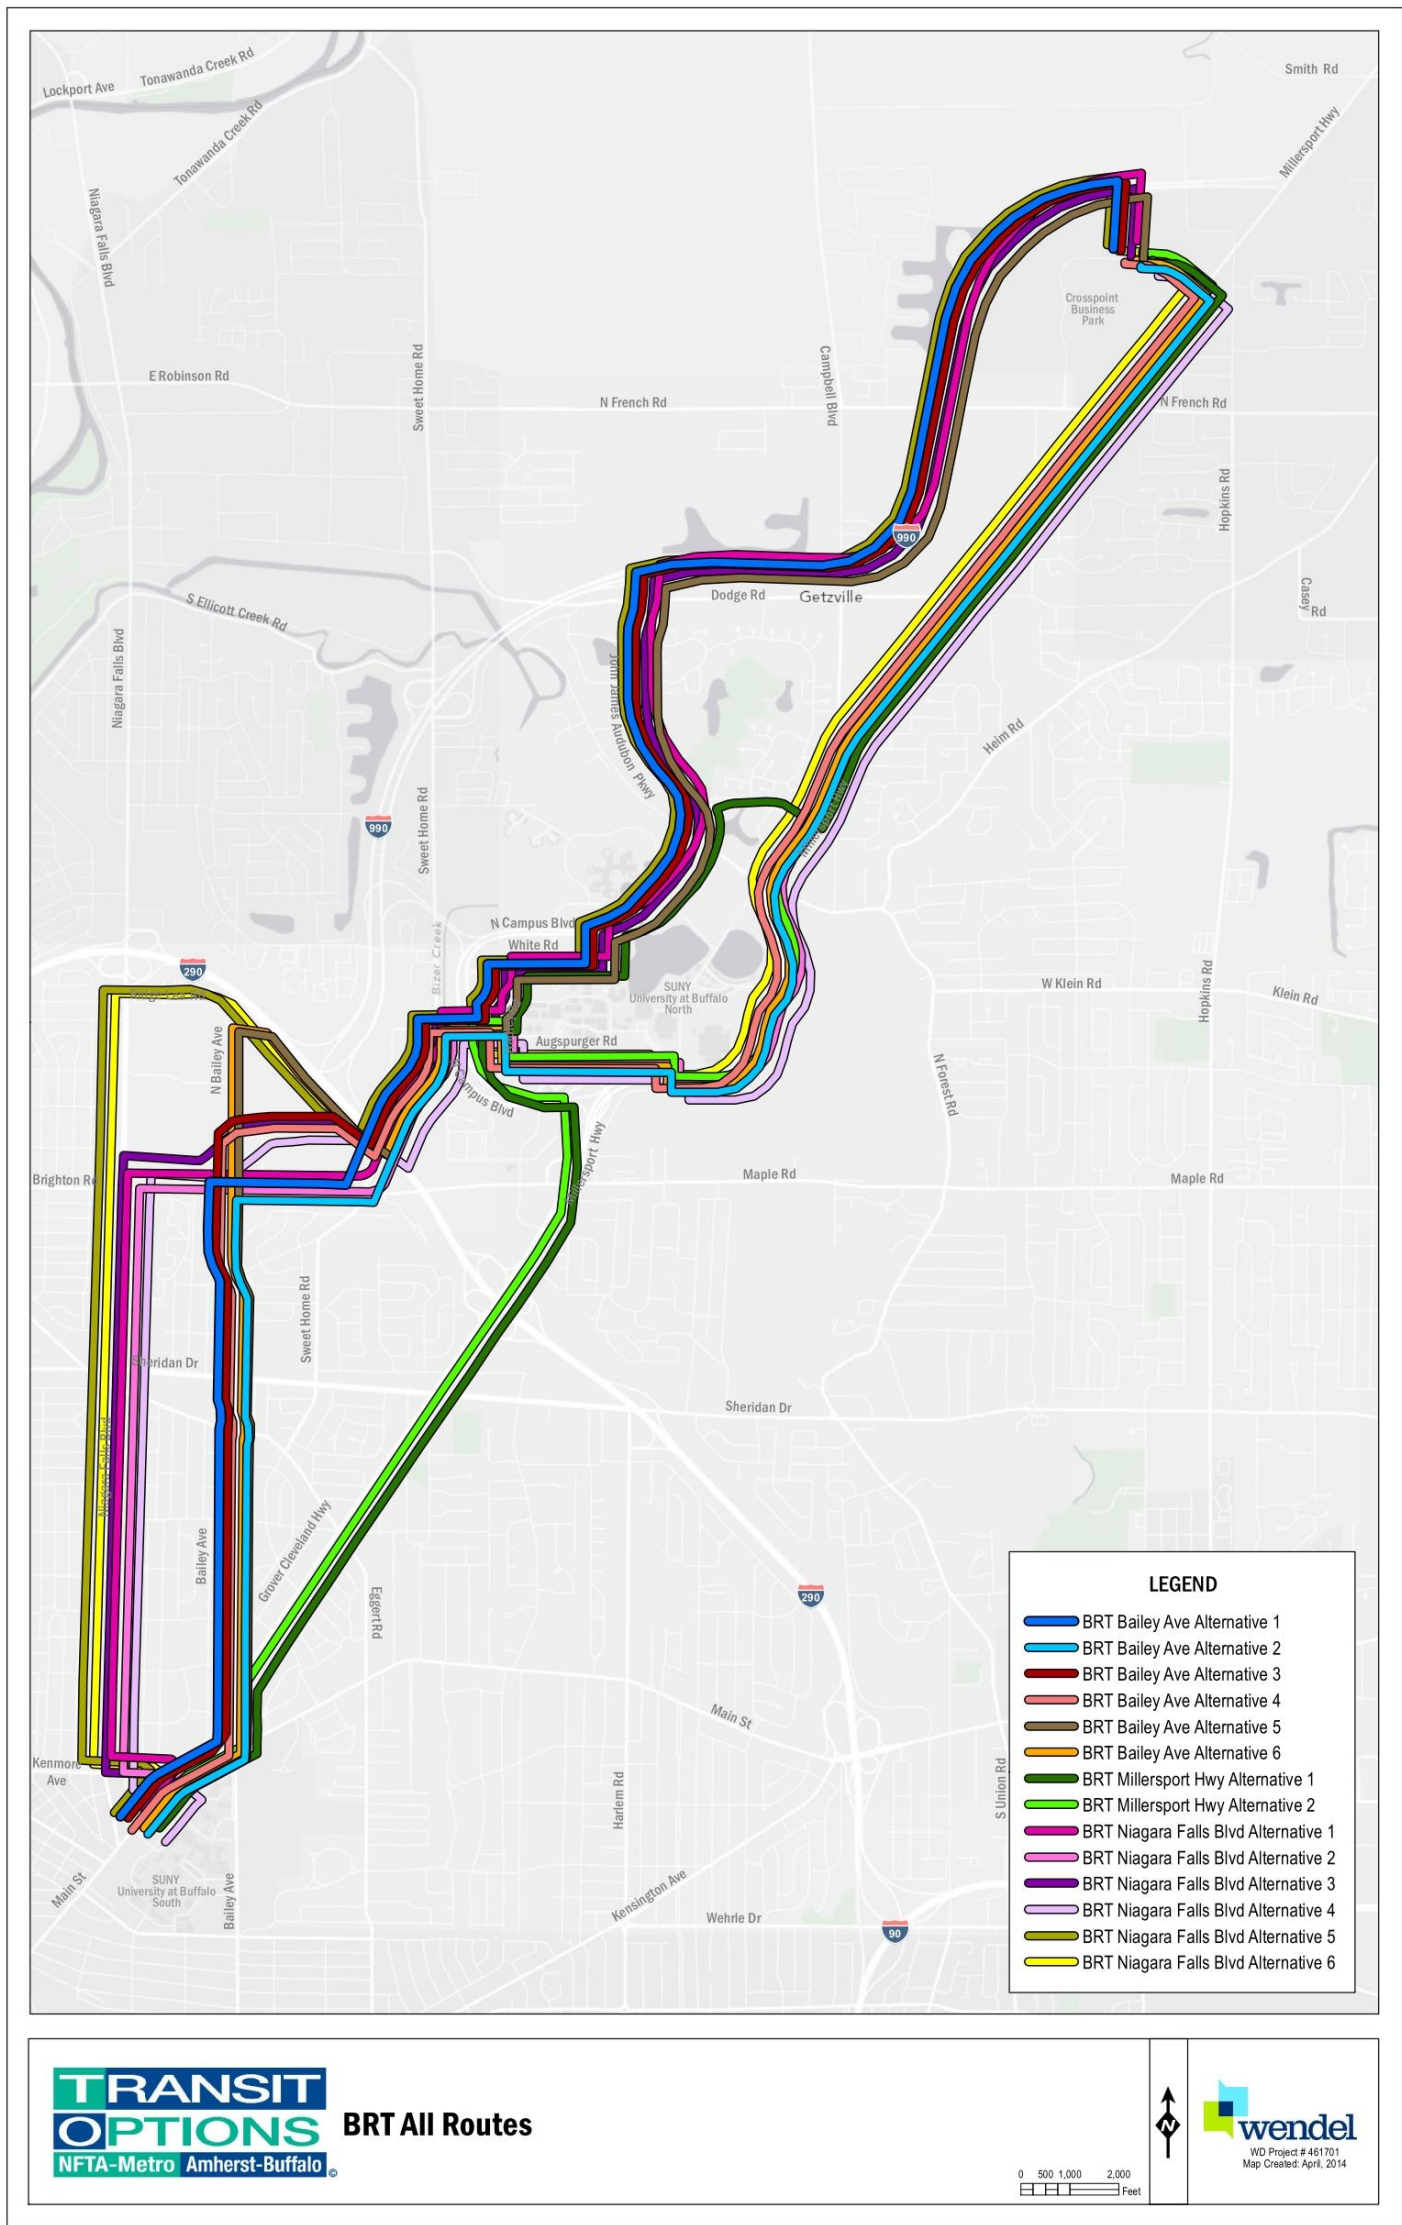 Smith Rd
Tonawanda Creek Rd
Lockport Ave
Tonawanda Creek Rd
Millersport Hwy
Niagara Falls Blvd
Crosspoint
Business
Park
E Robinson Rd
Sweet Home Rd
Campbell Blvd
N French Rd
N French Rd
Hopkins Rd
990
Dodge Rd
Getzville
Casey
Rd
S Ellicott Creek Rd
Niagara Falls Blvd
John James Audubon Pkwy
Heim Rd
Sweet Home Rd
990
N Campus Blvd
White Rd
Bizer Creek
290
SUNY
University at Buffalo
North
W Klein Rd
Klein Rd
Hopkins Rd
N Bailey Ave
Augspurger Rd
N Forest Rd
Campus Blvd
Millersport Hwy
Brighton Rd
Maple Rd
Maple Rd
Sweet Home Rd
Sheridan Dr
Sheridan Dr
Niagara Falls Blvd
Bailey Ave
Grover Cleveland Hwy
Eggert Rd
290
Main St
Kenmore
Ave
Harlem Rd
S Union Rd
Main St
SUNY
University at Buffalo
South
Bailey Ave
Kensington Ave
Wehrle Dr
90
LEGEND
BRT Bailey Ave Alternative 1
BRT Bailey Ave Alternative 2
BRT Bailey Ave Alternative 3
BRT Bailey Ave Alternative 4
BRT Bailey Ave Alternative 5
BRT Bailey Ave Alternative 6
BRT Millersport Hwy Alternative 1
BRT Millersport Hwy Alternative 2
BRT Niagara Falls Blvd Alternative 1
BRT Niagara Falls Blvd Alternative 2
BRT Niagara Falls Blvd Alternative 3
BRT Niagara Falls Blvd Alternative 4
BRT Niagara Falls Blvd Alternative 5
BRT Niagara Falls Blvd Alternative 6
TRANSIT
OPTIONS
NFTA-Metro Amherst-Buffalo ©
BRT All Routes
0 500 1,000 2,000
Feet
N
wendel
WD Project # 461701
Map Created: April, 2014